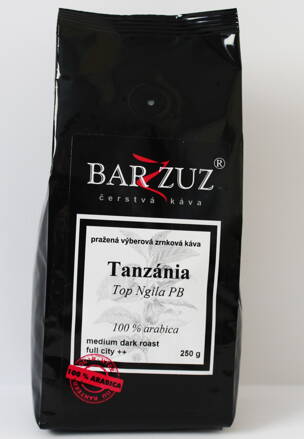 BARZUZ®
čerstvá káva
pražená výberová zrnková káva
Tanzánia
Top Ngila PB
100 % arabica
medium dark roast
full city ++
250 g
100 % ARABICA